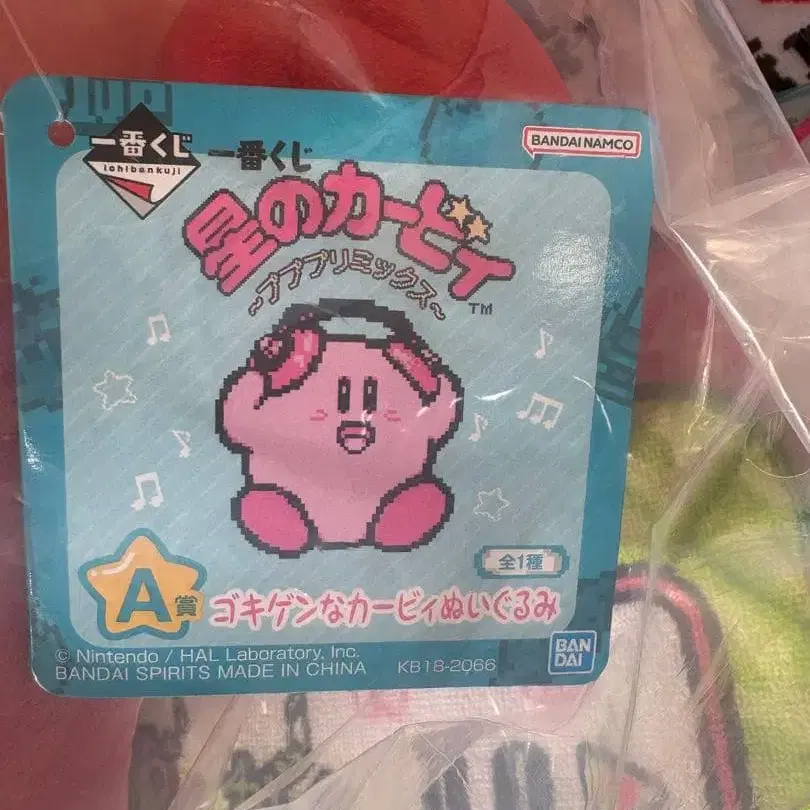 一番くじ
ichibankuji
一番くじ
BANDAI NAMCO
星のカービィ
～プププリミックス～
TM
全1種
A賞
ゴキゲンなカービィぬいぐるみ
© Nintendo / HAL Laboratory, Inc.
BANDAI SPIRITS MADE IN CHINA
KB18-2066
BAN
DAI